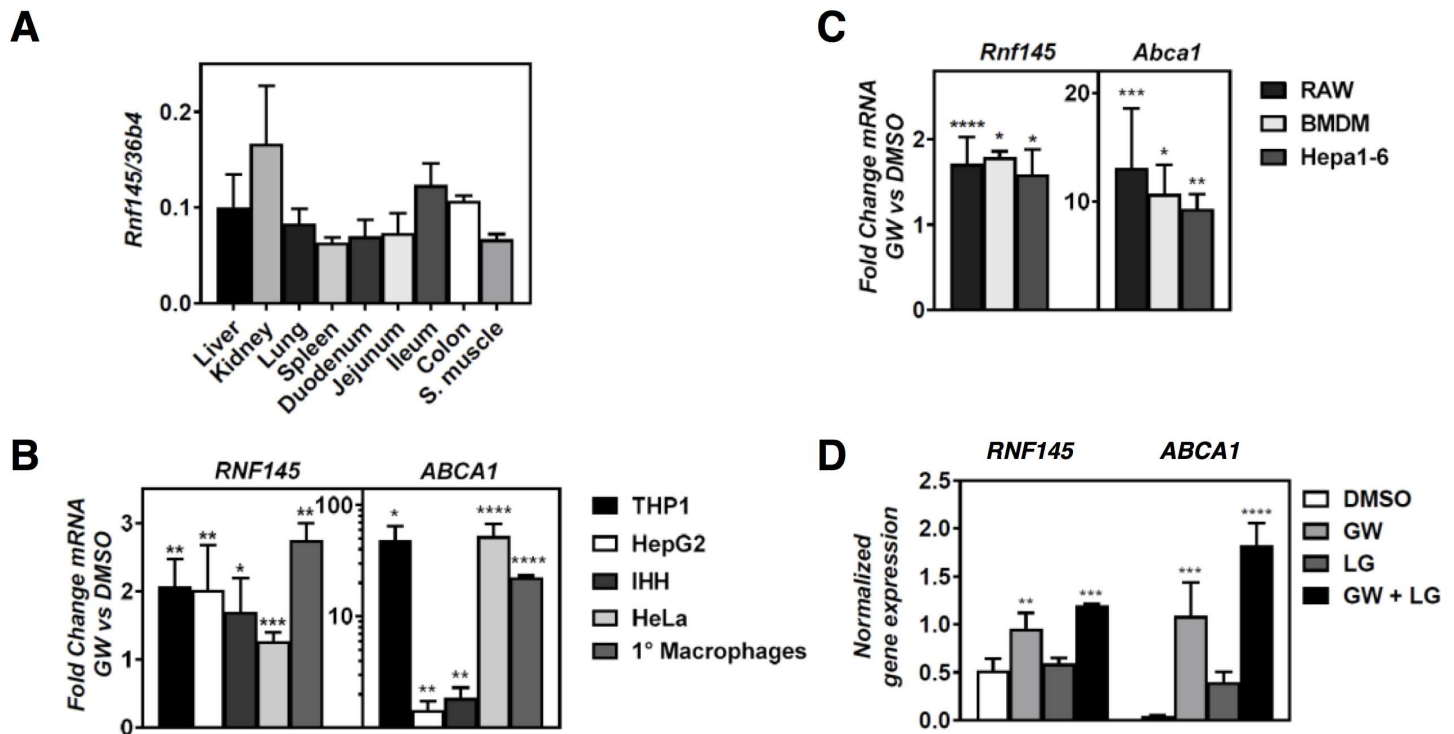 A
Rnf145/36b4
0.2
0.1
0.0
Liver
Kidney
Lung
Spleen
Duodenum
Jejunum
Ileum
Colon
S. muscle
C
Rnf145
Abca1
Fold Change mRNA
GW vs DMSO
2
1
0
20
10
****
*
*
***
*
**
RAW
BMDM
Hepa1-6
B
RNF145
ABCA1
Fold Change mRNA
GW vs DMSO
3
2
1
0
100
10
**
**
*
***
**
*
**
**
****
****
THP1
HepG2
IHH
HeLa
1° Macrophages
D
RNF145
ABCA1
Normalized
gene expression
2.5
2.0
1.5
1.0
0.5
0.0
**
***
***
****
DMSO
GW
LG
GW + LG